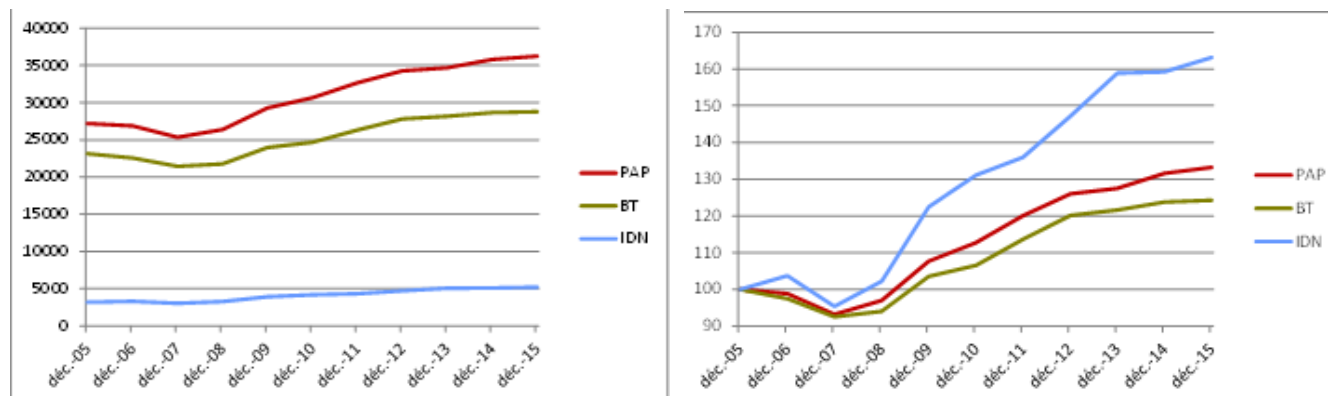 40000
35000
30000
25000
20000
15000
10000
5000
0
déc.-05
déc.-06
déc.-07
déc.-08
déc.-09
déc.-10
déc.-11
déc.-12
déc.-13
déc.-14
déc.-15
PAP
BT
IDN
170
160
150
140
130
120
110
100
90
déc.-05
déc.-06
déc.-07
déc.-08
déc.-09
déc.-10
déc.-11
déc.-12
déc.-13
déc.-14
déc.-15
PAP
BT
IDN